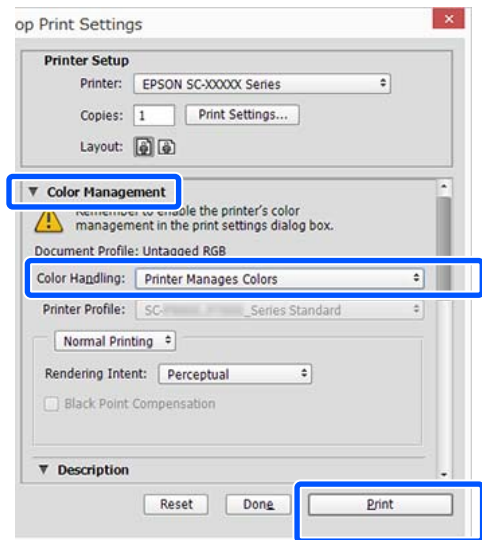 op Print Settings
Printer Setup
Printer: EPSON SC-XXXXX Series
Copies: 1 Print Settings...
Layout:
Color Management
Remember to enable the printer's color
management in the print settings dialog box.
Document Profile: Untagged RGB
Color Handling: Printer Manages Colors
Printer Profile: SC- _Series Standard
Normal Printing
Rendering Intent: Perceptual
Black Point Compensation
Description
Reset Done Print